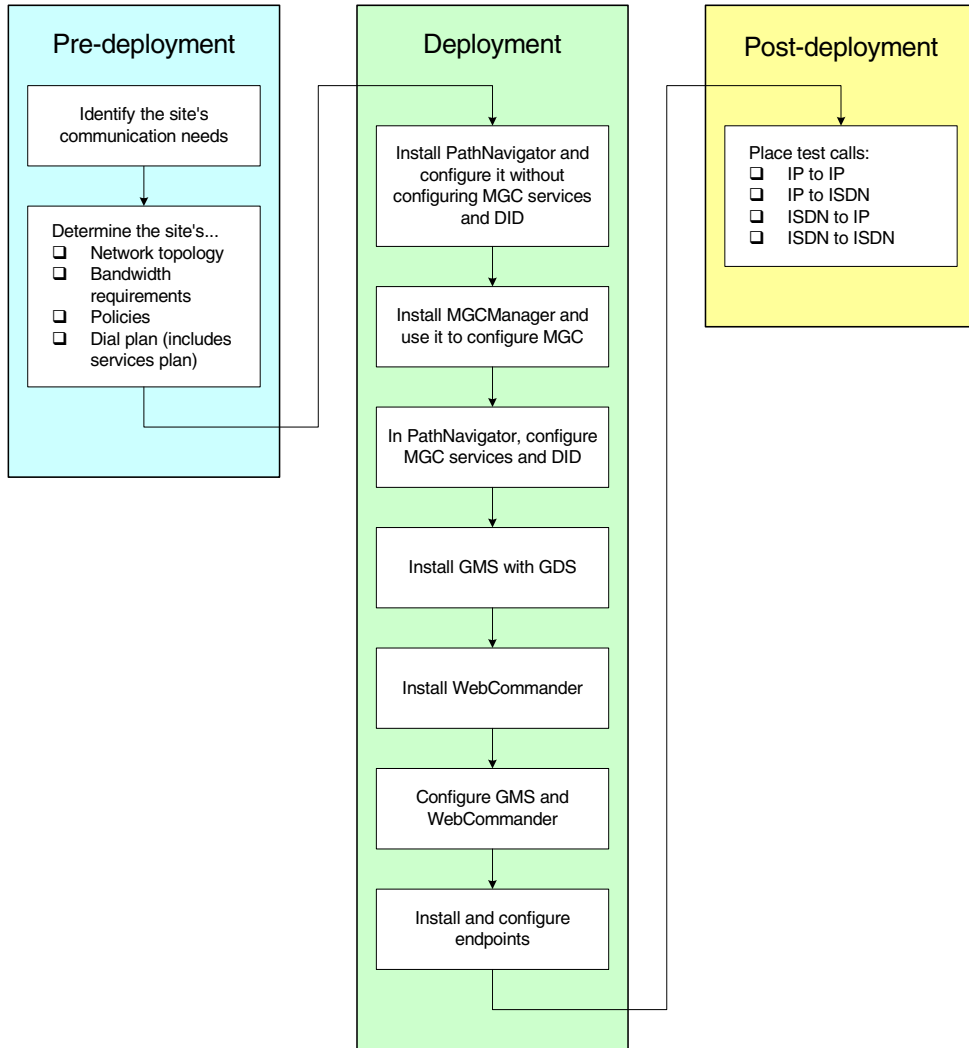 Pre-deployment
Identify the site's
communication needs
Determine the site's...
❑ Network topology
❑ Bandwidth
requirements
❑ Policies
❑ Dial plan (includes
services plan)
Deployment
Install PathNavigator and
configure it without
configuring MGC services
and DID
Install MGCManager and
use it to configure MGC
In PathNavigator, configure
MGC services and DID
Install GMS with GDS
Install WebCommander
Configure GMS and
WebCommander
Install and configure
endpoints
Post-deployment
Place test calls:
❑ IP to IP
❑ IP to ISDN
❑ ISDN to IP
❑ ISDN to ISDN